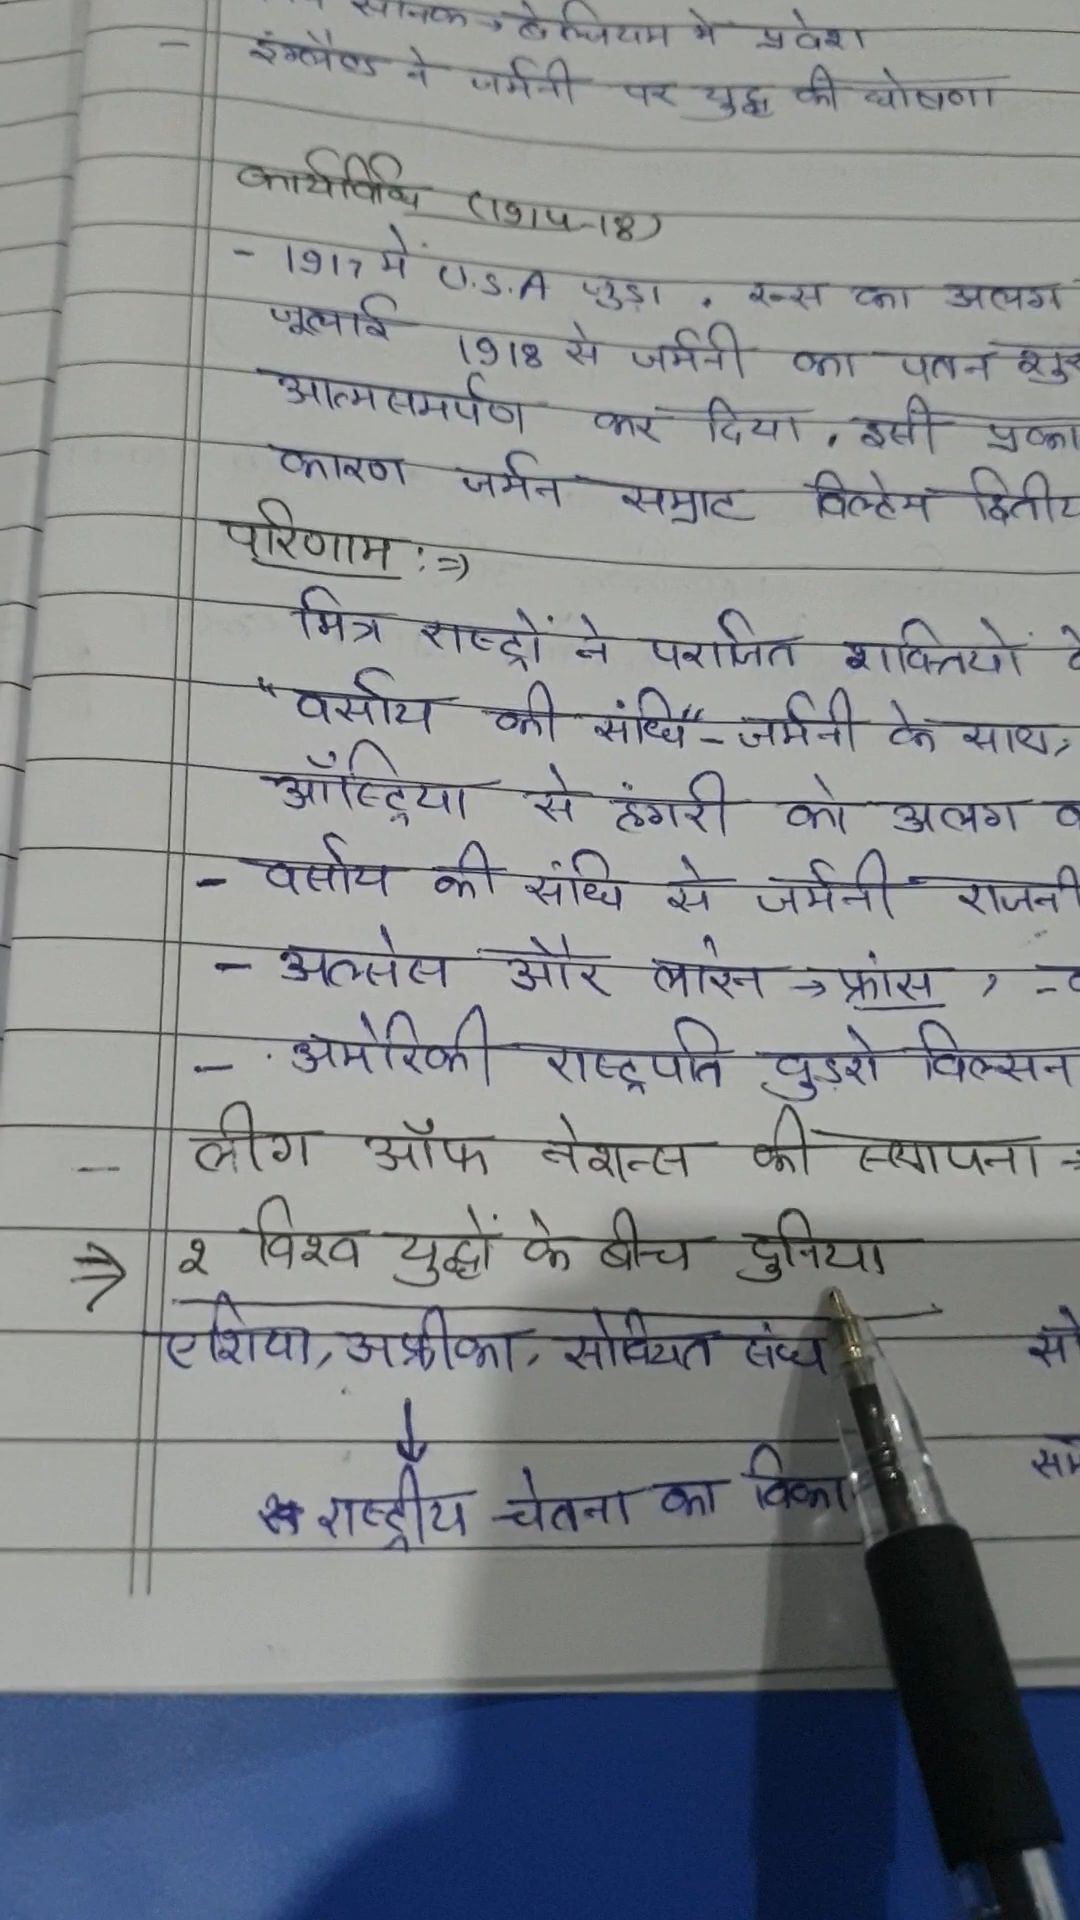 सैनिक → बेल्जियम में प्रवेश
- इंग्लैण्ड ने जर्मनी पर युद्ध की घोषणा
कार्यविधि (1914-18)
- 1917 में U.S.A जुड़ा . रूस का अलग
जूलाई 1918 से जर्मनी का पतन शुरु
आत्मसमर्पण कर दिया . इसी प्रका
कारण जर्मन सम्राट विल्हेम द्वितीय
परिणाम :⇒
मित्र राष्ट्रों ने पराजित शक्तियों के
"वर्साय की संधि" - जर्मनी के साथ,
ऑस्ट्रिया से हंगरी को अलग
- वर्साय की संधि से जर्मनी राजनी
- अल्सेस और लारेन → फ्रांस ,
- अमेरिकी राष्ट्रपति वुडरो विल्सन
- लीग ऑफ नेशन्स की स्थापना →
⇒ २ विश्व युद्धों के बीच दुनिया
एशिया, अफ्रीका, सोवियत संघ
↓
राष्ट्रीय चेतना का विका